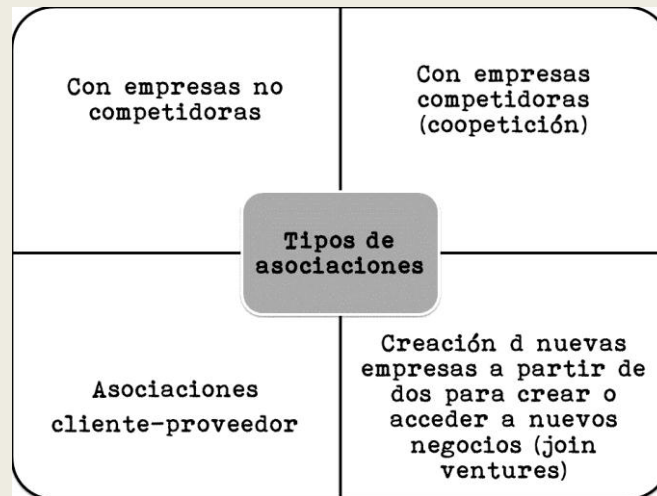 Con empresas no
competidoras
Con empresas
competidoras
(coopetición)
Tipos de
asociaciones
Asociaciones
cliente-proveedor
Creación d nuevas
empresas a partir de
dos para crear o
acceder a nuevos
negocios (join
ventures)